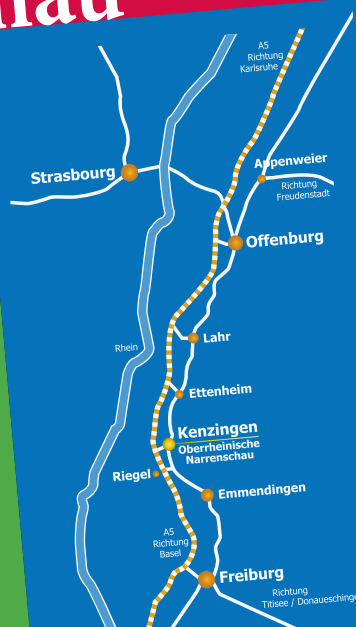 A5
Richtung
Karlsruhe
Appenweier
Richtung
Freudenstadt
Strasbourg
Offenburg
Rhein
Lahr
Ettenheim
Kenzingen
Oberrheinische
Narrenschau
Riegel
Emmendingen
A5
Richtung
Basel
Freiburg
Richtung
Titisee / Donaueschinge